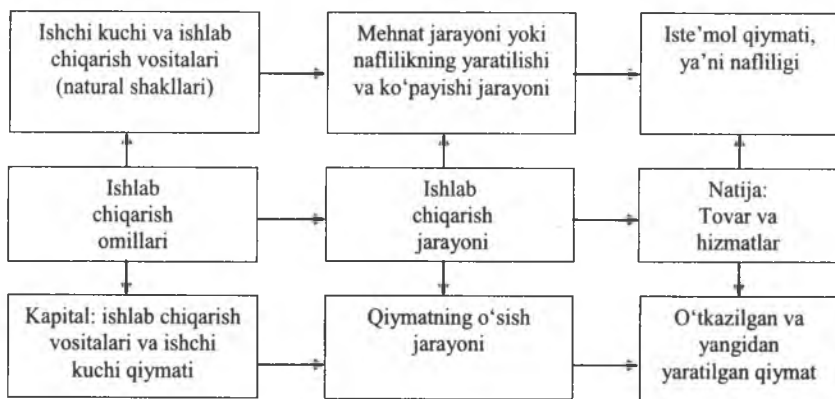 Ishchi kuchi va ishlab
chiqarish vositalari
(natural shakllari)
Mehnat jarayoni yoki
naflilikning yaratilishi
va ko‘payishi jarayoni
Iste’mol qiymati,
ya’ni nafliligi
Ishlab
chiqarish
omillari
Ishlab
chiqarish
jarayoni
Natija:
Tovar va
hizmatlar
Kapital: ishlab chiqarish
vositalari va ishchi
kuchi qiymati
Qiymatning o‘sish
jarayoni
O‘tkazilgan va
yangidan
yaratilgan qiymat